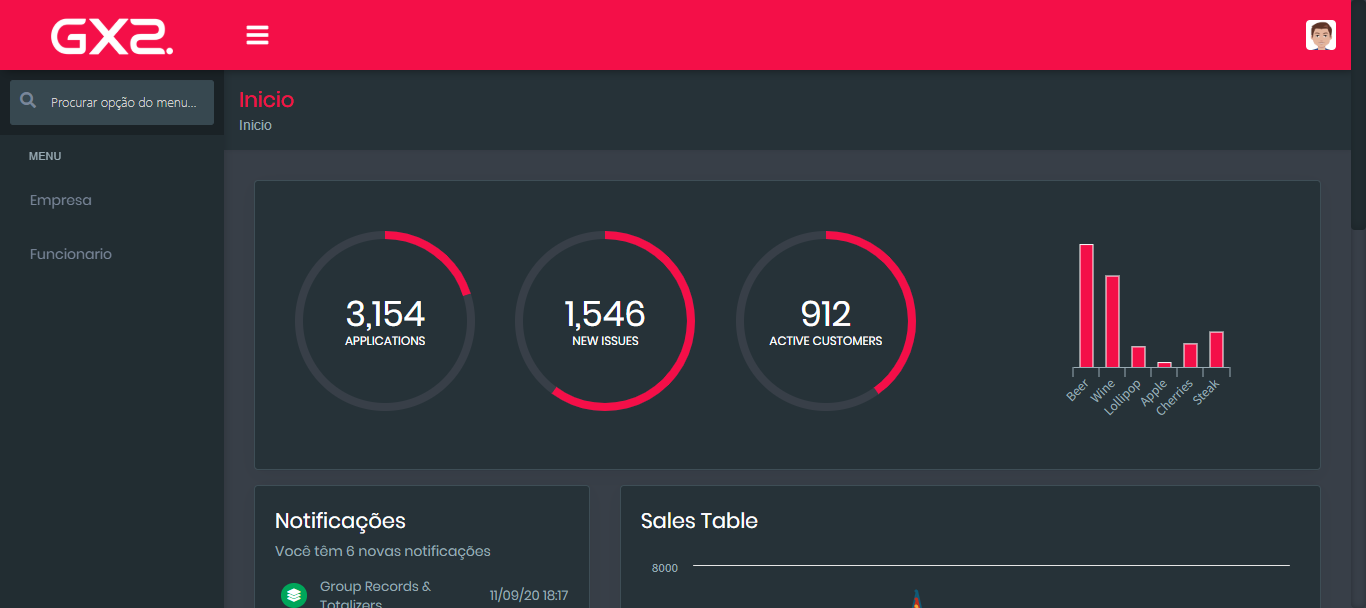 GX2.
Procurar opção do menu...
Inicio
Inicio
MENU
Empresa
Funcionario
3,154
APPLICATIONS
1,546
NEW ISSUES
912
ACTIVE CUSTOMERS
Beer
Wine
Lollipop
Apple
Cherries
Steak
Notificações
Você têm 6 novas notificações
Group Records &
Totalizers
11/09/20 18:17
Sales Table
8000